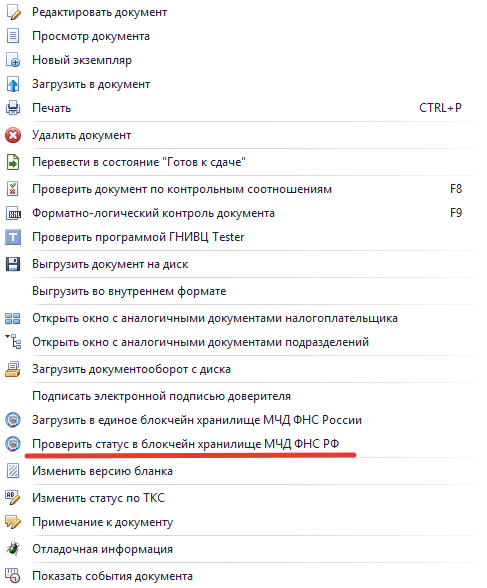 Редактировать документ
Просмотр документа
Новый экземпляр
Загрузить в документ
Печать CTRL+P
Удалить документ
Перевести в состояние "Готов к сдаче"
Проверить документ по контрольным соотношениям F8
Форматно-логический контроль документа F9
Проверить программой ГНИВЦ Tester
Выгрузить документ на диск
Выгрузить во внутреннем формате
Открыть окно с аналогичными документами налогоплательщика
Открыть окно с аналогичными документами подразделений
Загрузить документооборот с диска
Подписать электронной подписью доверителя
Загрузить в единое блокчейн хранилище МЧД ФНС России
Проверить статус в блокчейн хранилище МЧД ФНС РФ
Изменить версию бланка
Изменить статус по ТКС
Примечание к документу
Отладочная информация
Показать события документа